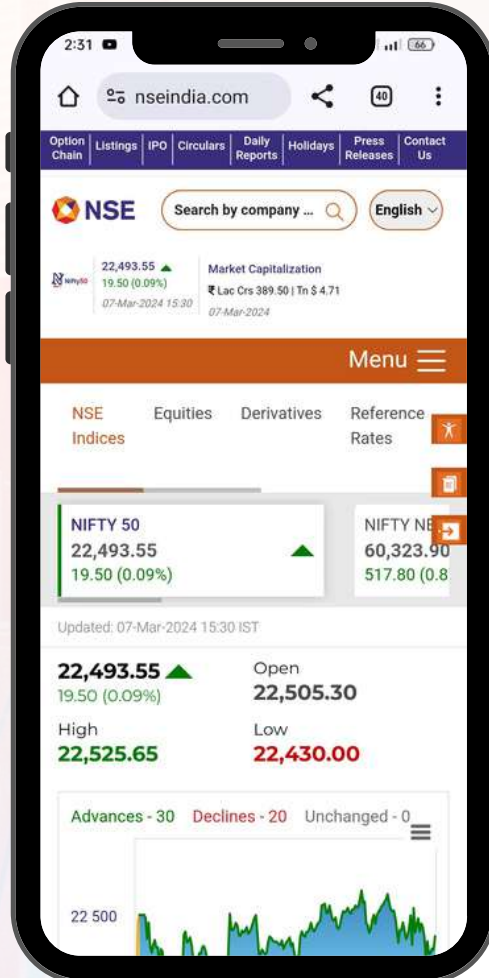 2:31 66
nseindia.com 40
Option Chain Listings IPO Circulars Daily Reports Holidays Press Releases Contact Us
NSE Search by company ... English
Nifty50
22,493.55
19.50 (0.09%)
07-Mar-2024 15:30
Market Capitalization
₹ Lac Crs 389.50 | Tn $ 4.71
07-Mar-2024
Menu
NSE Indices Equities Derivatives Reference Rates
NIFTY 50
22,493.55
19.50 (0.09%)
NIFTY NE
60,323.90
517.80 (0.8
Updated: 07-Mar-2024 15:30 IST
22,493.55
19.50 (0.09%)
Open
22,505.30
High
22,525.65
Low
22,430.00
Advances - 30 Declines - 20 Unchanged - 0
22 500